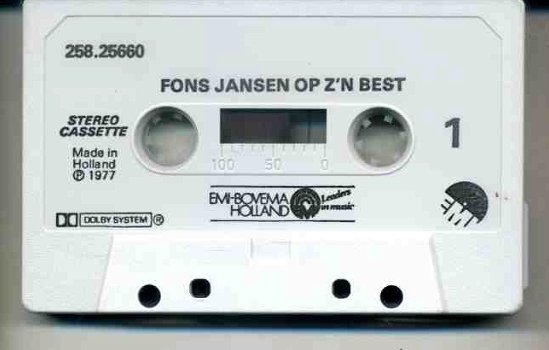 258.25660
FONS JANSEN OP Z'N BEST
STEREO
CASSETTE
1
Made in
Holland
℗ 1977
100 50 0
EMI-BOVEMA
HOLLAND
Leaders
in music
EMI
DOLBY SYSTEM ®